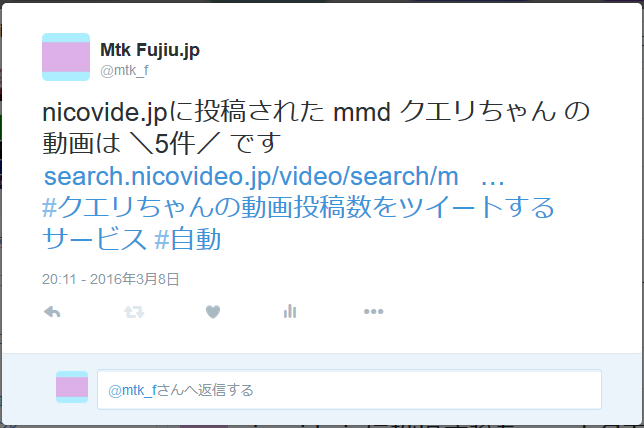 Mtk Fujiu.jp
@mtk_f
nicovide.jpに投稿された mmd クエリちゃん の
動画は ＼5件／ です
search.nicovideo.jp/video/search/m …
#クエリちゃんの動画投稿数をツイートする
サービス #自動
20:11 - 2016年3月8日
@mtk_fさんへ返信する